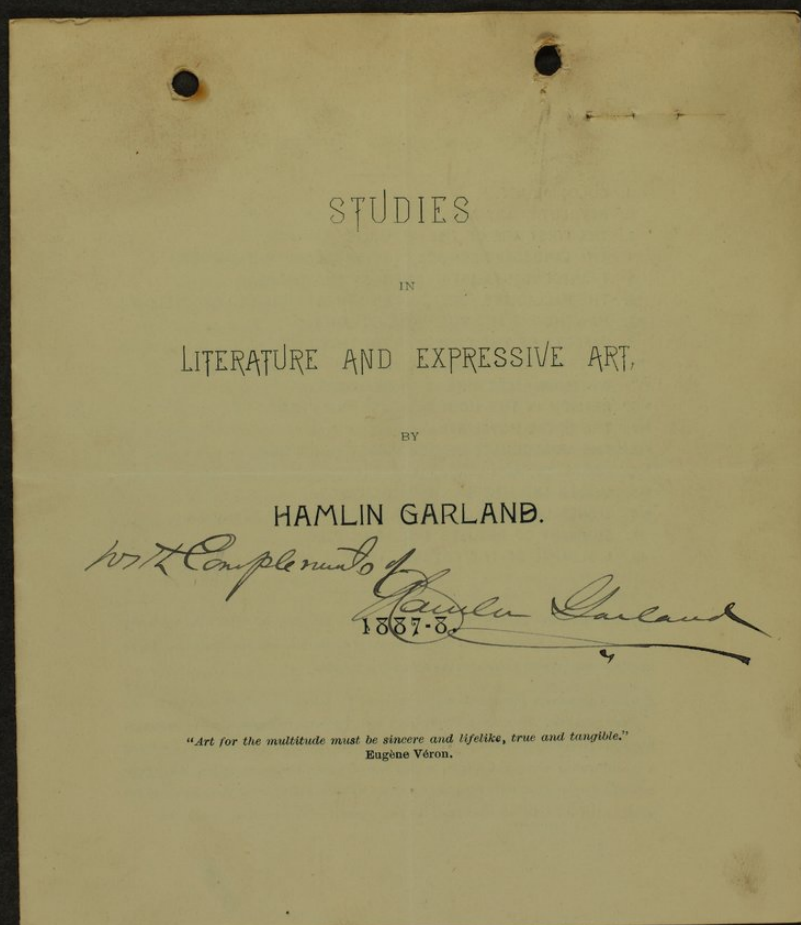 STUDIES
IN
LITERATURE AND EXPRESSIVE ART,
BY
HAMLIN GARLAND.
With Complements of
Hamlin Garland
1887-8.
"Art for the multitude must be sincere and lifelike, true and tangible."
Eugène Véron.